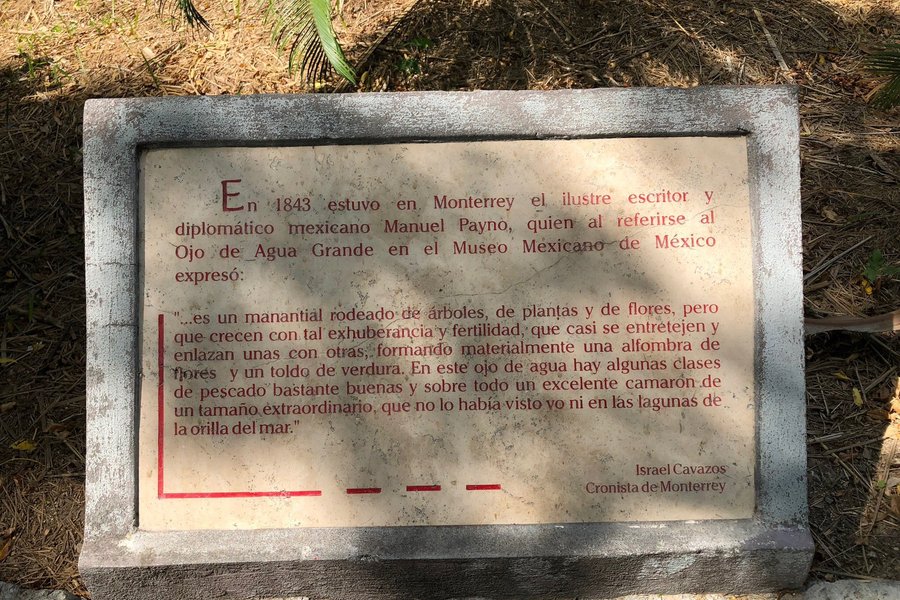 En 1843 estuvo en Monterrey el ilustre escritor y
diplomático mexicano Manuel Payno, quien al referirse al
Ojo de Agua Grande en el Museo Mexicano de México
expresó:
"...es un manantial rodeado de árboles, de plantas y de flores, pero
que crecen con tal exhuberancia y fertilidad, que casi se entretejen y
enlazan unas con otras, formando materialmente una alfombra de
flores y un toldo de verdura. En este ojo de agua hay algunas clases
de pescado bastante buenas y sobre todo un excelente camarón de
un tamaño extraordinario, que no lo había visto yo ni en las lagunas de
la orilla del mar."
Israel Cavazos
Cronista de Monterrey